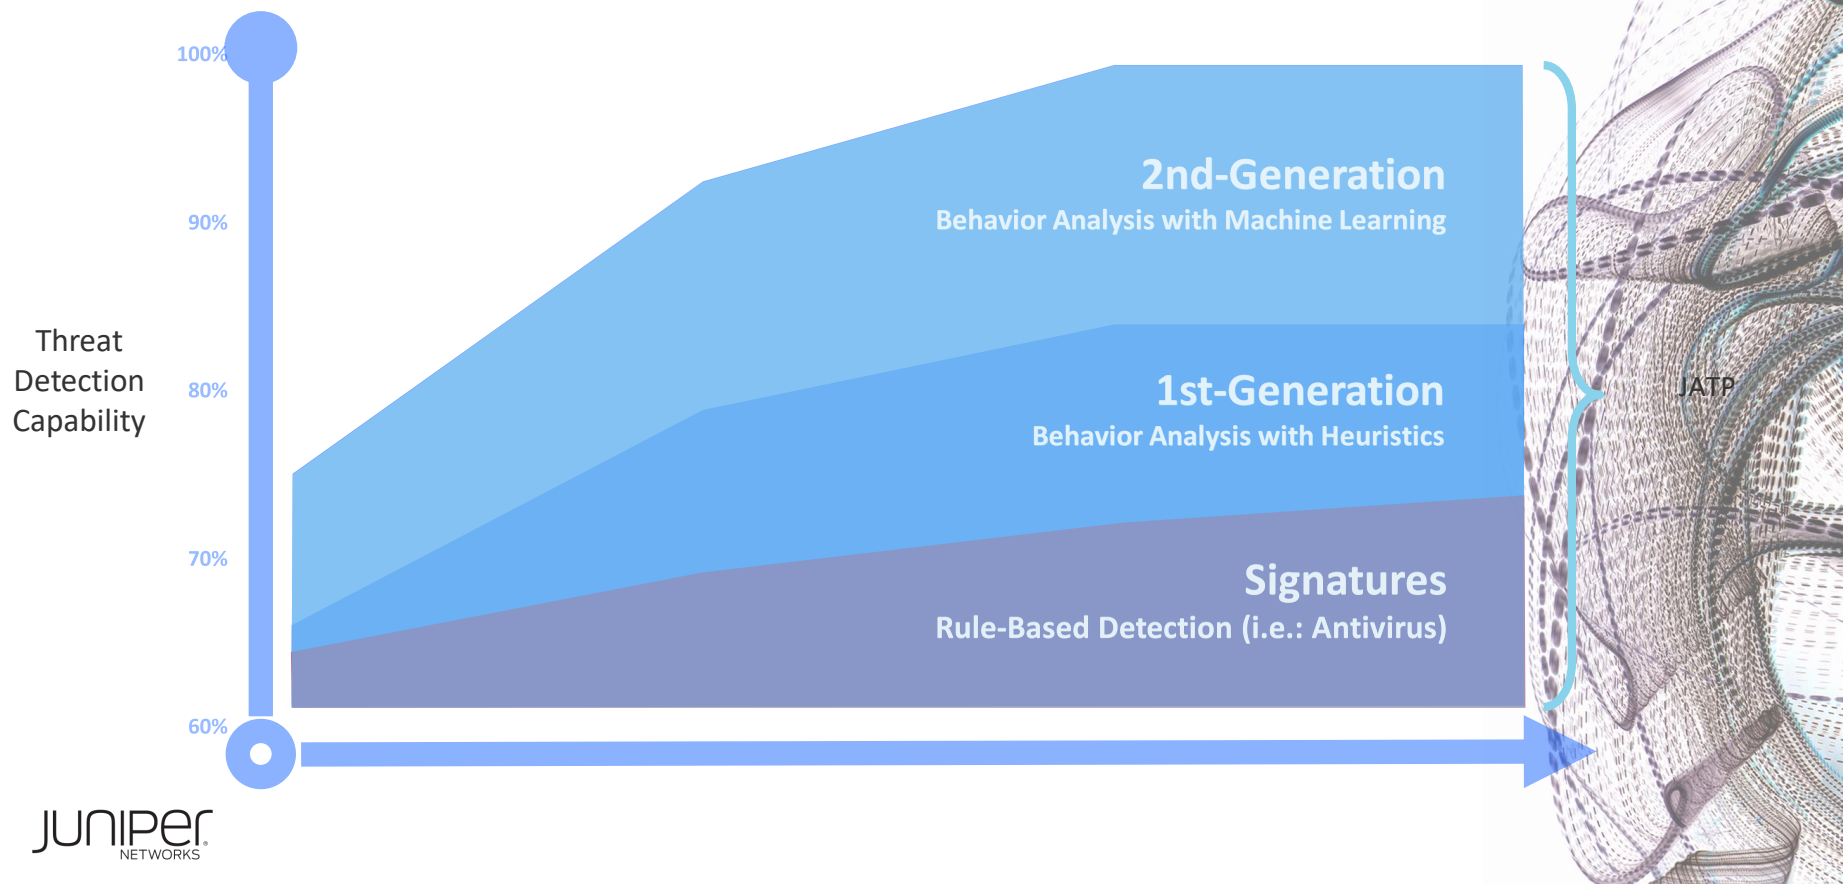 100%
90%
80%
70%
60%
Threat
Detection
Capability
2nd-Generation
Behavior Analysis with Machine Learning
1st-Generation
Behavior Analysis with Heuristics
Signatures
Rule-Based Detection (i.e.: Antivirus)
JATP
JUNIPEr
NETWORKS